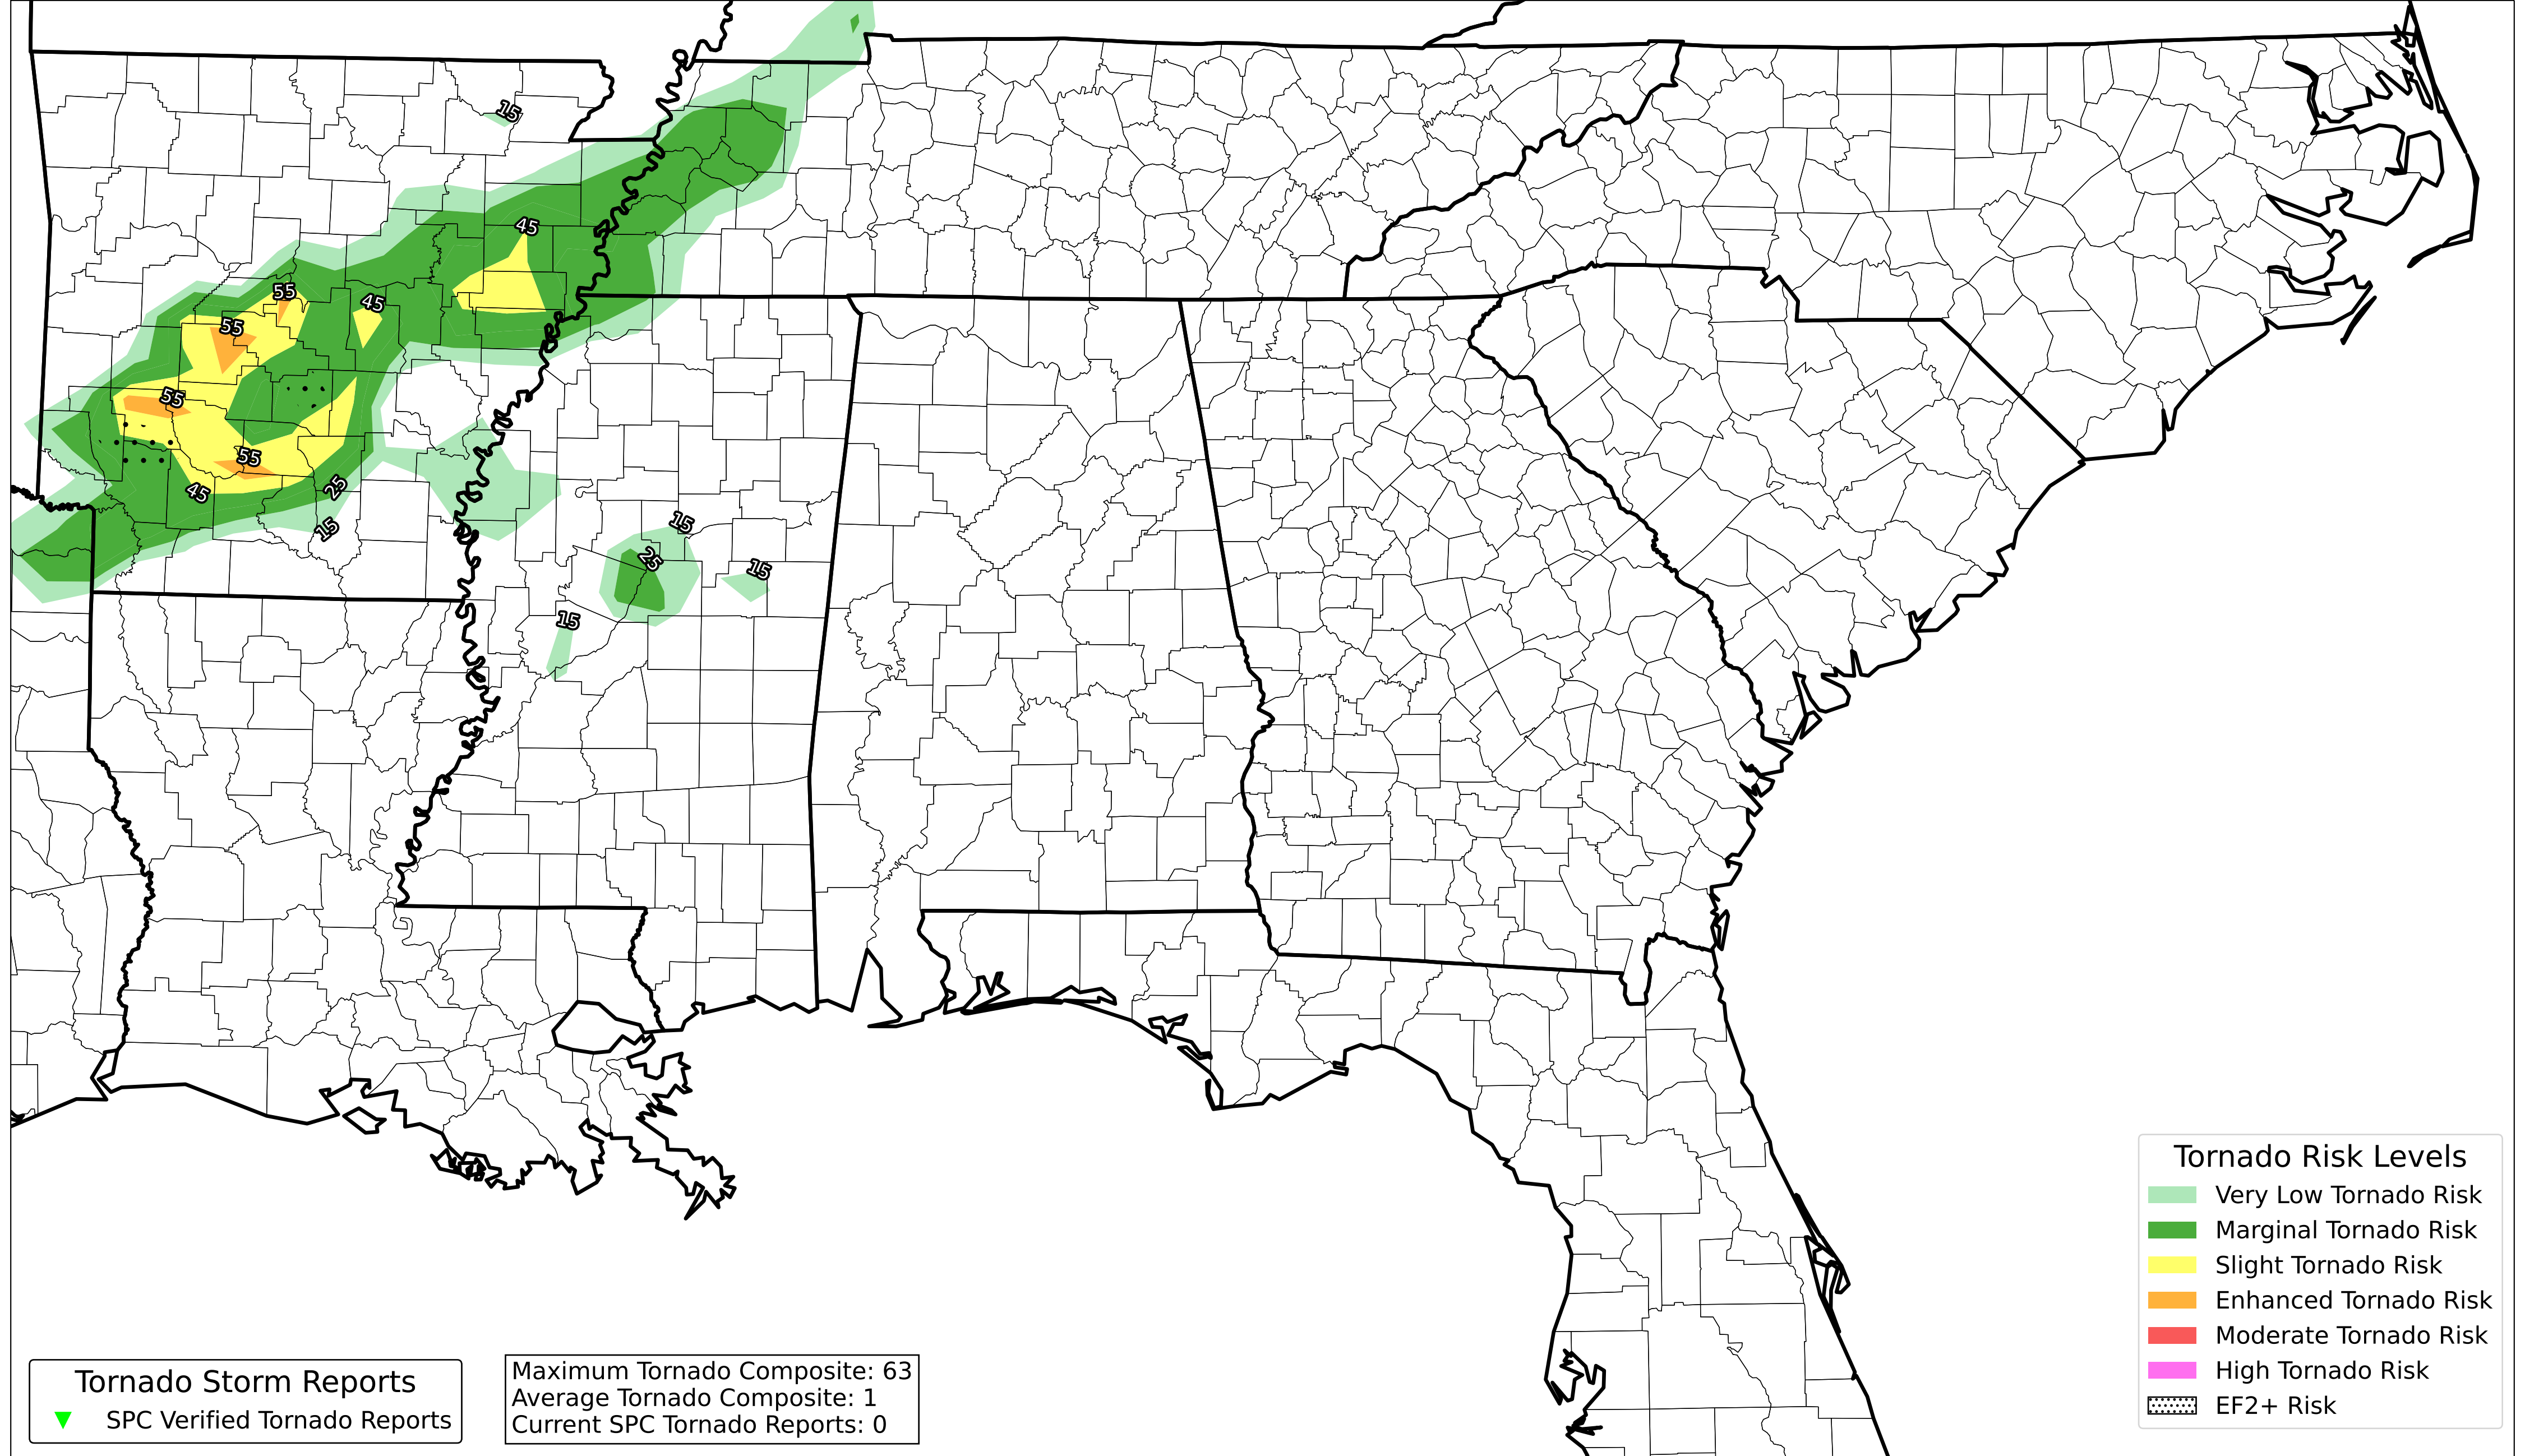 15
45
55
45
55
55
55
45
25
15
15
25
15
15
Tornado Risk Levels
Very Low Tornado Risk
Marginal Tornado Risk
Slight Tornado Risk
Enhanced Tornado Risk
Moderate Tornado Risk
High Tornado Risk
EF2+ Risk
Tornado Storm Reports
SPC Verified Tornado Reports
Maximum Tornado Composite: 63
Average Tornado Composite: 1
Current SPC Tornado Reports: 0